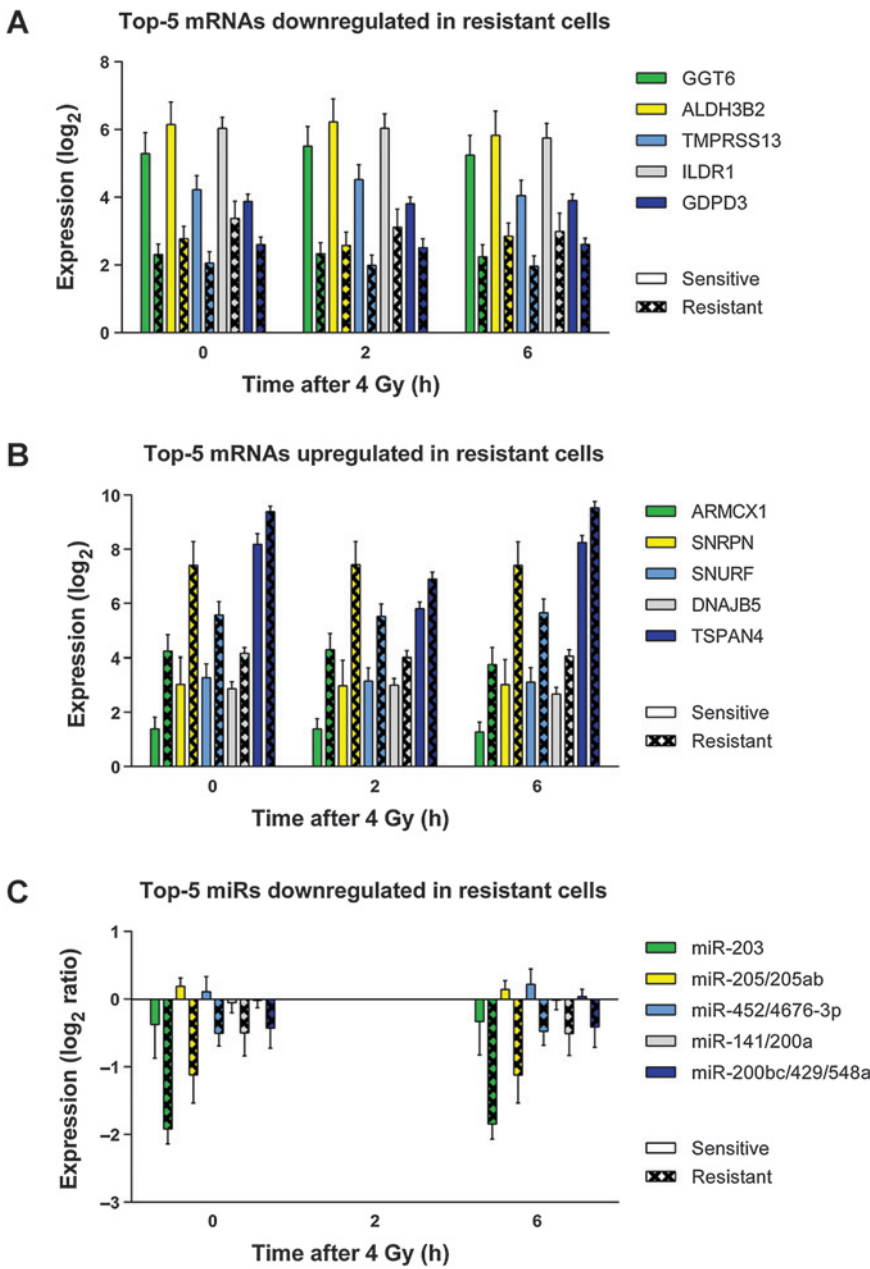 A
Top-5 mRNAs downregulated in resistant cells
8
6
4
2
0
Expression (log2)
0 2 6
Time after 4 Gy (h)
GGT6
ALDH3B2
TMPRSS13
ILDR1
GDPD3
Sensitive
Resistant
B
Top-5 mRNAs upregulated in resistant cells
10
8
6
4
2
0
Expression (log2)
0 2 6
Time after 4 Gy (h)
ARMCX1
SNRPN
SNURF
DNAJB5
TSPAN4
Sensitive
Resistant
C
Top-5 miRs downregulated in resistant cells
1
0
−1
−2
−3
Expression (log2 ratio)
0 2 6
Time after 4 Gy (h)
miR-203
miR-205/205ab
miR-452/4676-3p
miR-141/200a
miR-200bc/429/548a
Sensitive
Resistant